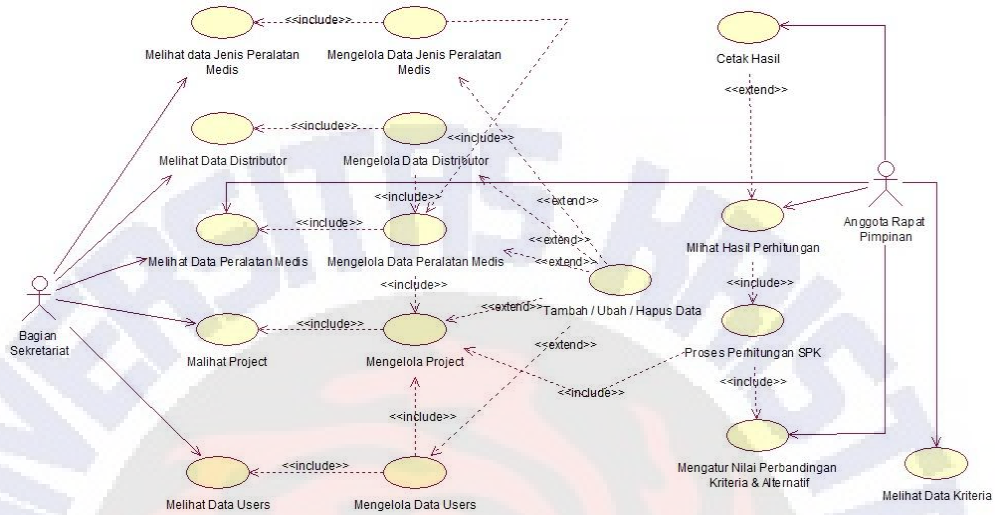 <<include>>
Melihat data Jenis Peralatan
Medis
Mengelola Data Jenis Peralatan
Medis
Cetak Hasil
<<extend>>
<<include>>
<<include>>
Melihat Data Distributor
Mengelola Data Distributor
<<include>>
<<extend>>
Anggota Rapat
Pimpinan
<<include>>
<<extend>>
MIihat Hasil Perhitungan
Melihat Data Peralatan Medis
Mengelola Data Peralatan Medis
<<extend>>
<<include>>
<<include>>
Tambah / Ubah / Hapus Data
<<extend>>
Bagian
Sekretariat
<<include>>
Malihat Project
Mengelola Project
<<extend>>
Proses Perhitungan SPK
<<include>>
<<include>>
<<include>>
<<include>>
Melihat Data Users
Mengelola Data Users
Mengatur Nilai Perbandingan
Kriteria & Alternatif
Melihat Data Kriteria
UNIVERSITAS KRIST